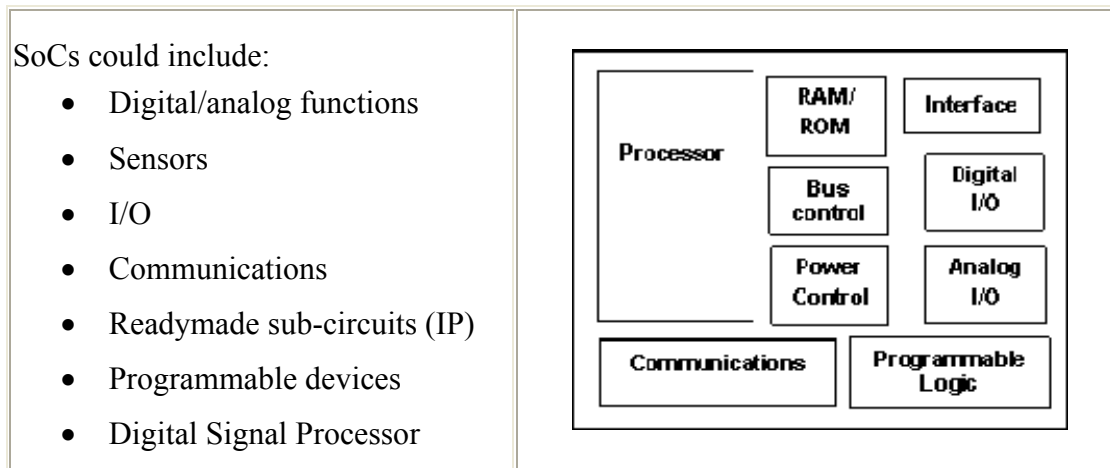 SoCs could include:
• Digital/analog functions
• Sensors
• I/O
• Communications
• Readymade sub-circuits (IP)
• Programmable devices
• Digital Signal Processor
Processor
RAM/
ROM
Interface
Bus
control
Digital
I/O
Power
Control
Analog
I/O
Communications
Programmable
Logic